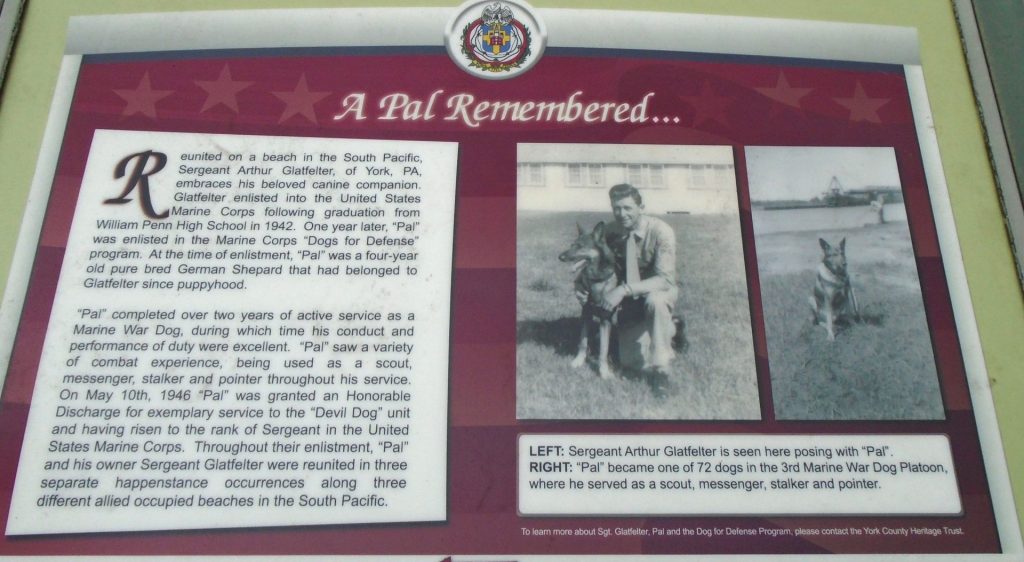 A Pal Remembered...
Reunited on a beach in the South Pacific,
Sergeant Arthur Glatfelter, of York, PA,
embraces his beloved canine companion.
Glatfelter enlisted into the United States
Marine Corps following graduation from
William Penn High School in 1942. One year later, “Pal”
was enlisted in the Marine Corps “Dogs for Defense”
program. At the time of enlistment, “Pal” was a four-year
old pure bred German Shepard that had belonged to
Glatfelter since puppyhood.
“Pal” completed over two years of active service as a
Marine War Dog, during which time his conduct and
performance of duty were excellent. “Pal” saw a variety
of combat experience, being used as a scout,
messenger, stalker and pointer throughout his service.
On May 10th, 1946 “Pal” was granted an Honorable
Discharge for exemplary service to the “Devil Dog” unit
and having risen to the rank of Sergeant in the United
States Marine Corps. Throughout their enlistment, “Pal”
and his owner Sergeant Glatfelter were reunited in three
separate happenstance occurrences along three
different allied occupied beaches in the South Pacific.
LEFT: Sergeant Arthur Glatfelter is seen here posing with “Pal”.
RIGHT: “Pal” became one of 72 dogs in the 3rd Marine War Dog Platoon,
where he served as a scout, messenger, stalker and pointer.
To learn more about Sgt. Glatfelter, Pal and the Dog for Defense Program, please contact the York County Heritage Trust.